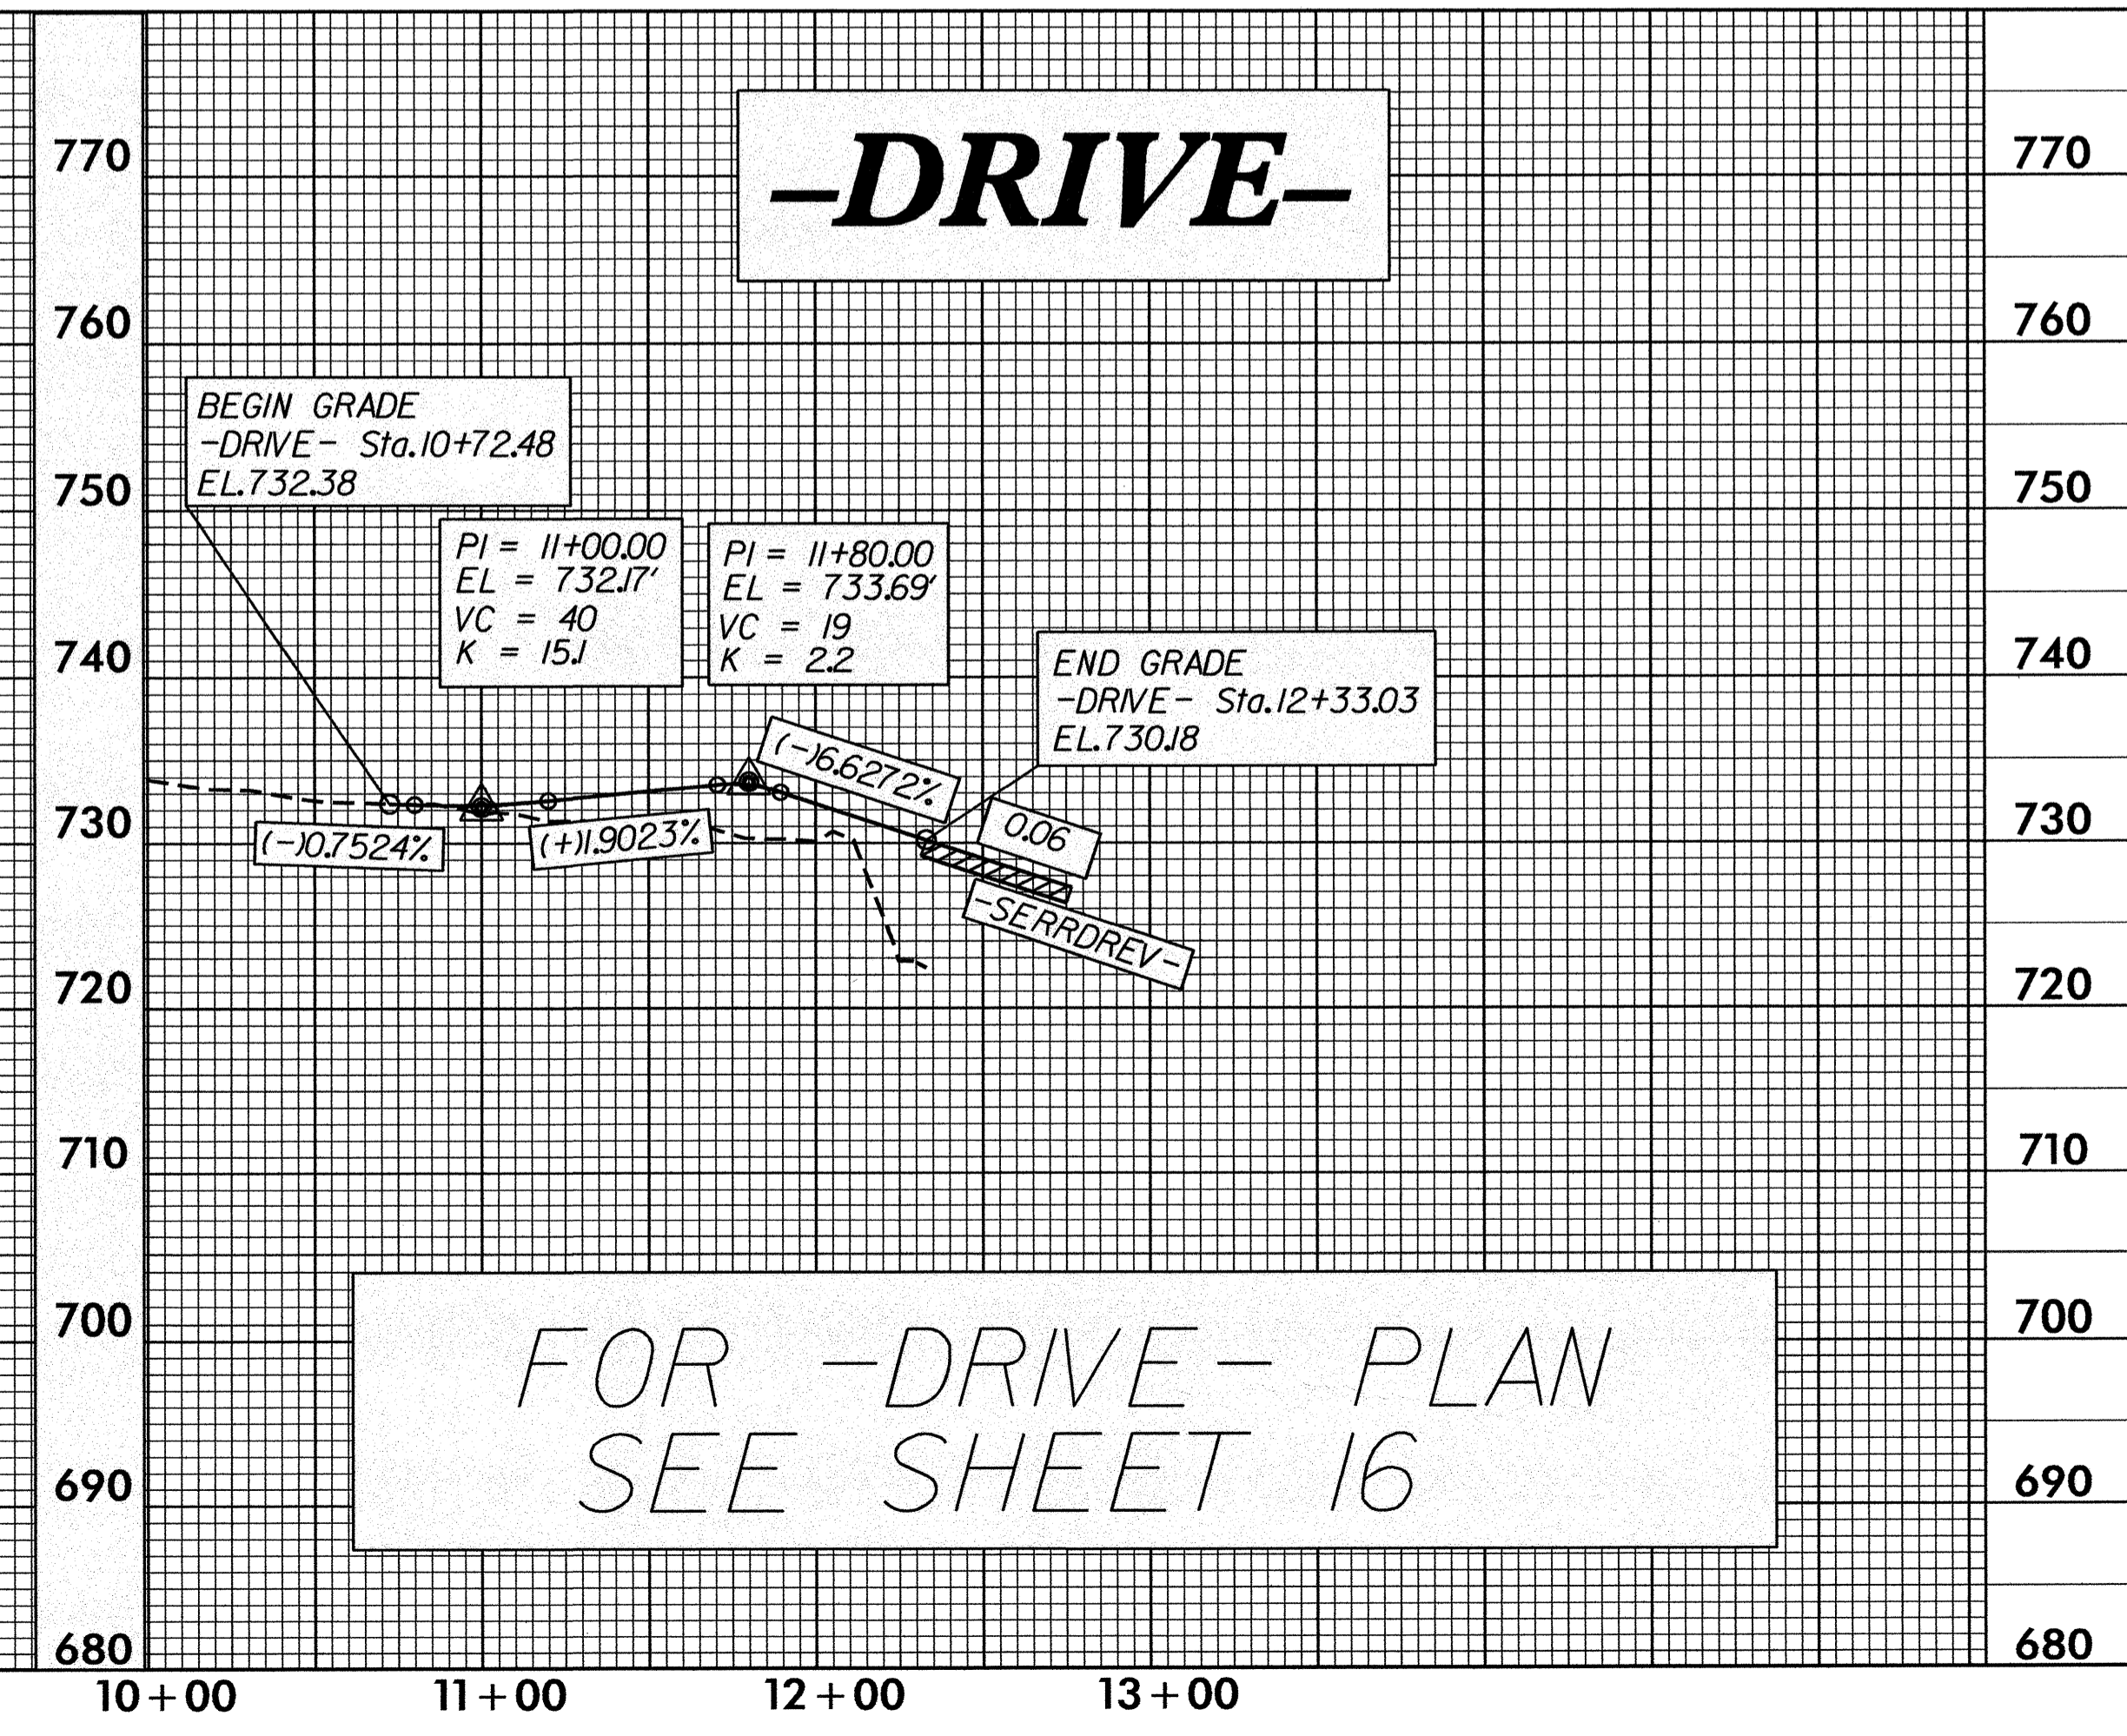 -DRIVE-
770 770
760 760
BEGIN GRADE
-DRIVE- Sta.10+72.48
EL.732.38
750 750
PI = 11+00.00
EL = 732.17'
VC = 40
K = 15.1
PI = 11+80.00
EL = 733.69'
VC = 19
K = 2.2
740 740
END GRADE
-DRIVE- Sta.12+33.03
EL.730.18
(-)6.6272%
730 730
(-)0.7524%
(+)1.9023%
0.06
-SERRDREV-
720 720
710 710
700 700
FOR -DRIVE- PLAN
SEE SHEET 16
690 690
680 680
10+00 11+00 12+00 13+00